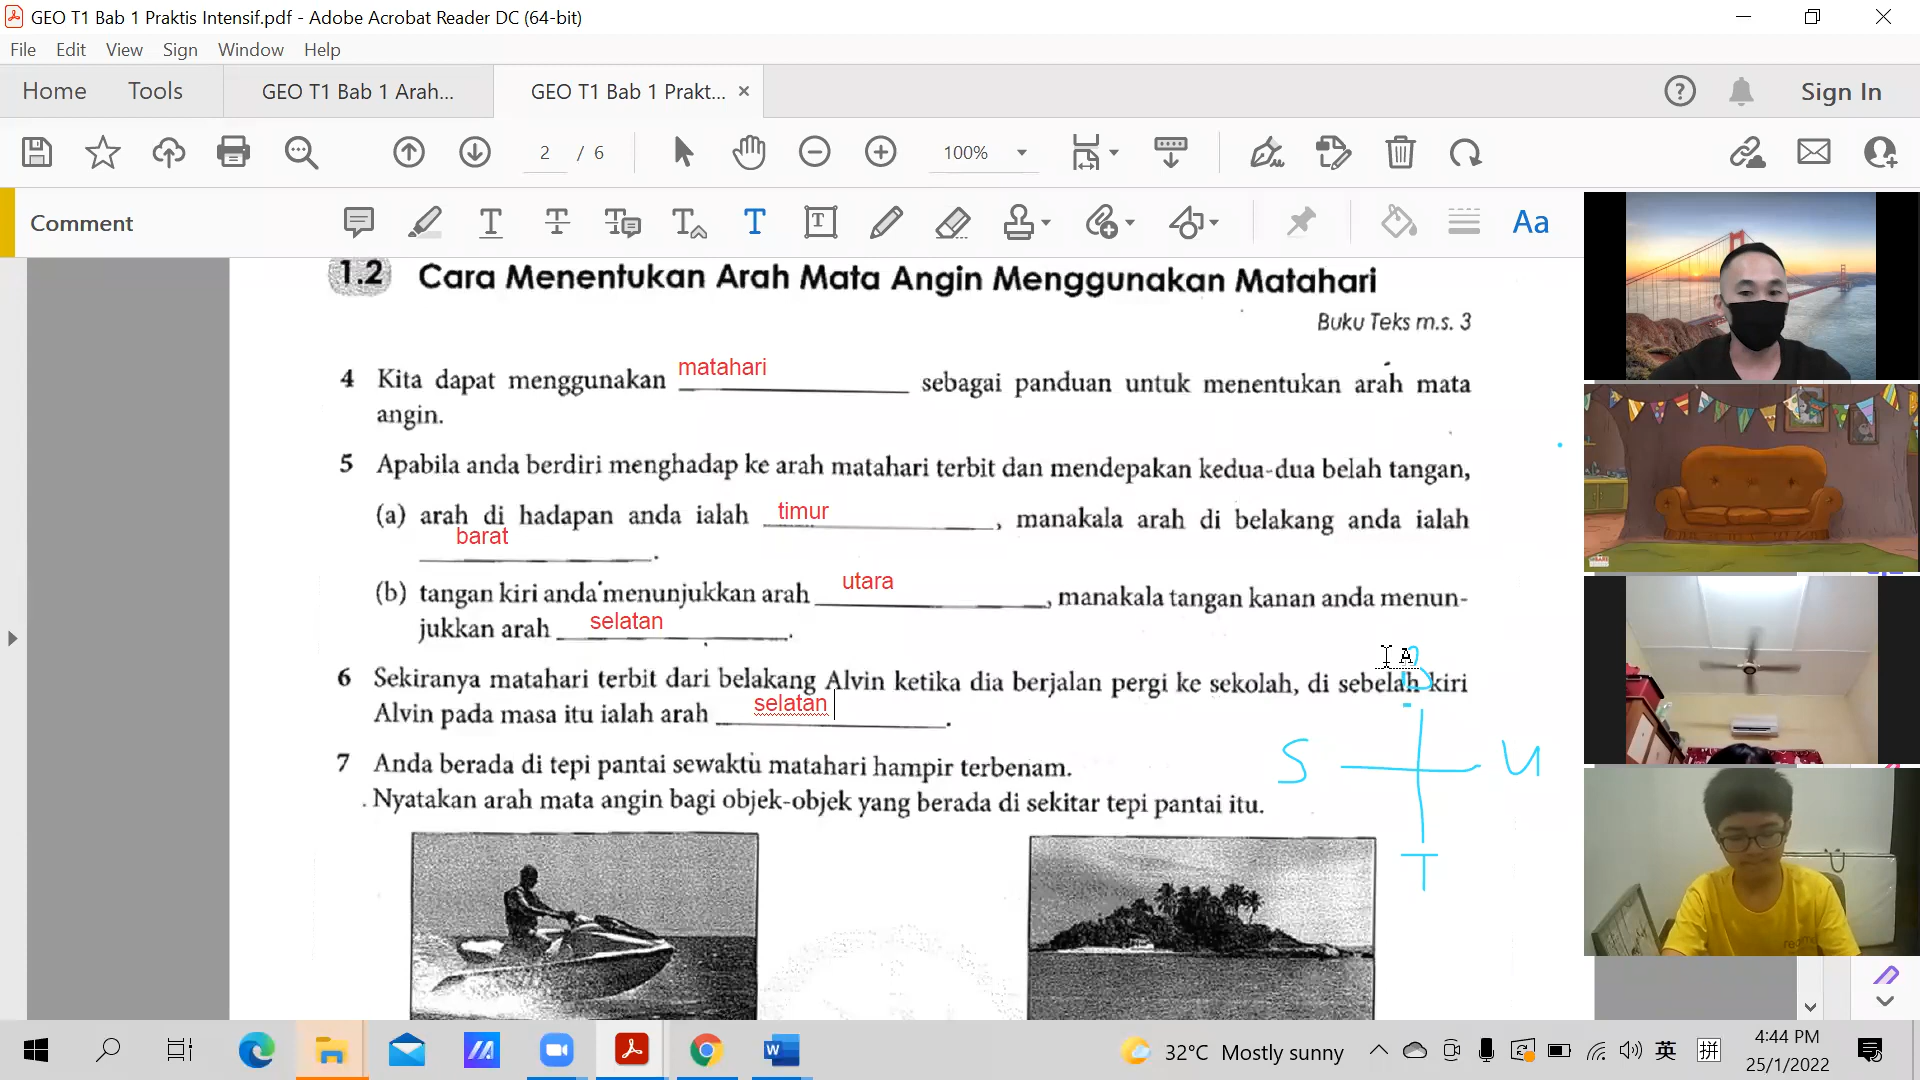 GEO T1 Bab 1 Praktis Intensif.pdf - Adobe Acrobat Reader DC (64-bit)
File Edit View Sign Window Help
Home Tools GEO T1 Bab 1 Arah... GEO T1 Bab 1 Prakt... × Sign In
2 / 6 100%
Comment Aa
1.2 Cara Menentukan Arah Mata Angin Menggunakan Matahari
Buku Teks m.s. 3
4 Kita dapat menggunakan matahari sebagai panduan untuk menentukan arah mata
angin.
5 Apabila anda berdiri menghadap ke arah matahari terbit dan mendepakan kedua-dua belah tangan,
(a) arah di hadapan anda ialah timur, manakala arah di belakang anda ialah
barat.
(b) tangan kiri anda menunjukkan arah utara, manakala tangan kanan anda menun-
jukkan arah selatan.
6 Sekiranya matahari terbit dari belakang Alvin ketika dia berjalan pergi ke sekolah, di sebelah kiri
Alvin pada masa itu ialah arah selatan.
B
S U
T
7 Anda berada di tepi pantai sewaktu matahari hampir terbenam.
Nyatakan arah mata angin bagi objek-objek yang berada di sekitar tepi pantai itu.
32°C Mostly sunny 英 拼 4:44 PM
25/1/2022